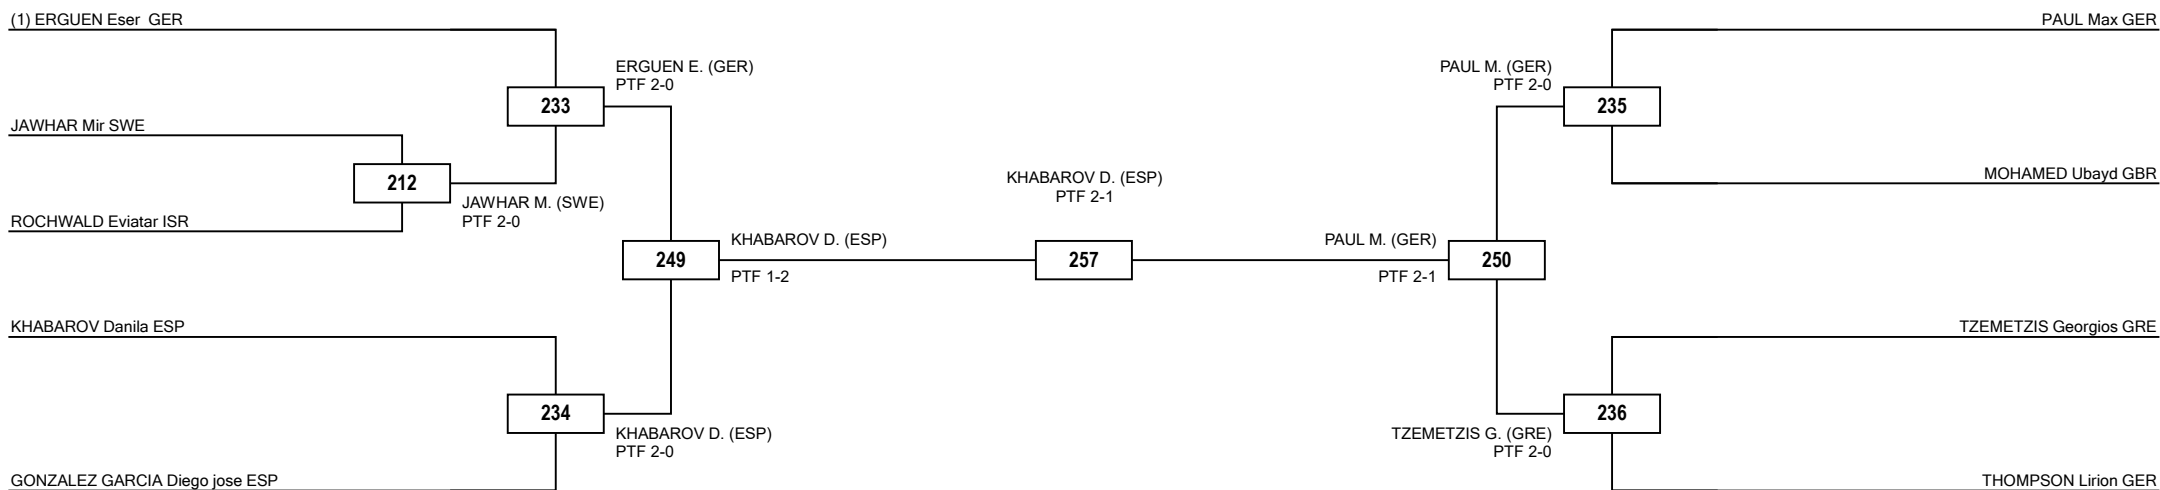 (1) ERGUEN Eser GER
PAUL Max GER
ERGUEN E. (GER)
PTF 2-0
PAUL M. (GER)
PTF 2-0
233
235
JAWHAR Mir SWE
212
KHABAROV D. (ESP)
PTF 2-1
MOHAMED Ubayd GBR
JAWHAR M. (SWE)
PTF 2-0
ROCHWALD Eviatar ISR
249
KHABAROV D. (ESP)
PTF 1-2
257
PAUL M. (GER)
PTF 2-1
250
KHABAROV Danila ESP
TZEMETZIS Georgios GRE
234
236
KHABAROV D. (ESP)
PTF 2-0
TZEMETZIS G. (GRE)
PTF 2-0
GONZALEZ GARCIA Diego jose ESP
THOMPSON Lirion GER